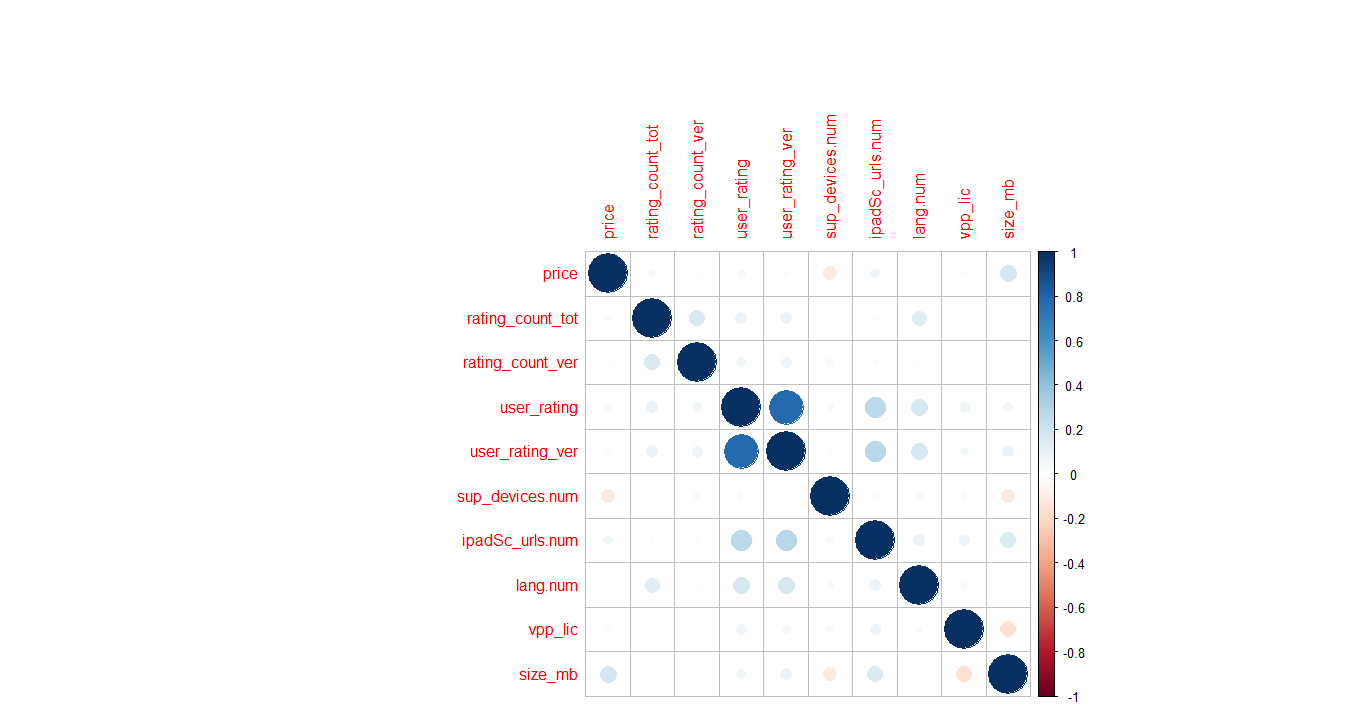 price
rating_count_tot
rating_count_ver
user_rating
user_rating_ver
sup_devices.num
ipadSc_urls.num
lang.num
vpp_lic
size_mb
price
rating_count_tot
rating_count_ver
user_rating
user_rating_ver
sup_devices.num
ipadSc_urls.num
lang.num
vpp_lic
size_mb
1
0.8
0.6
0.4
0.2
0
-0.2
-0.4
-0.6
-0.8
-1